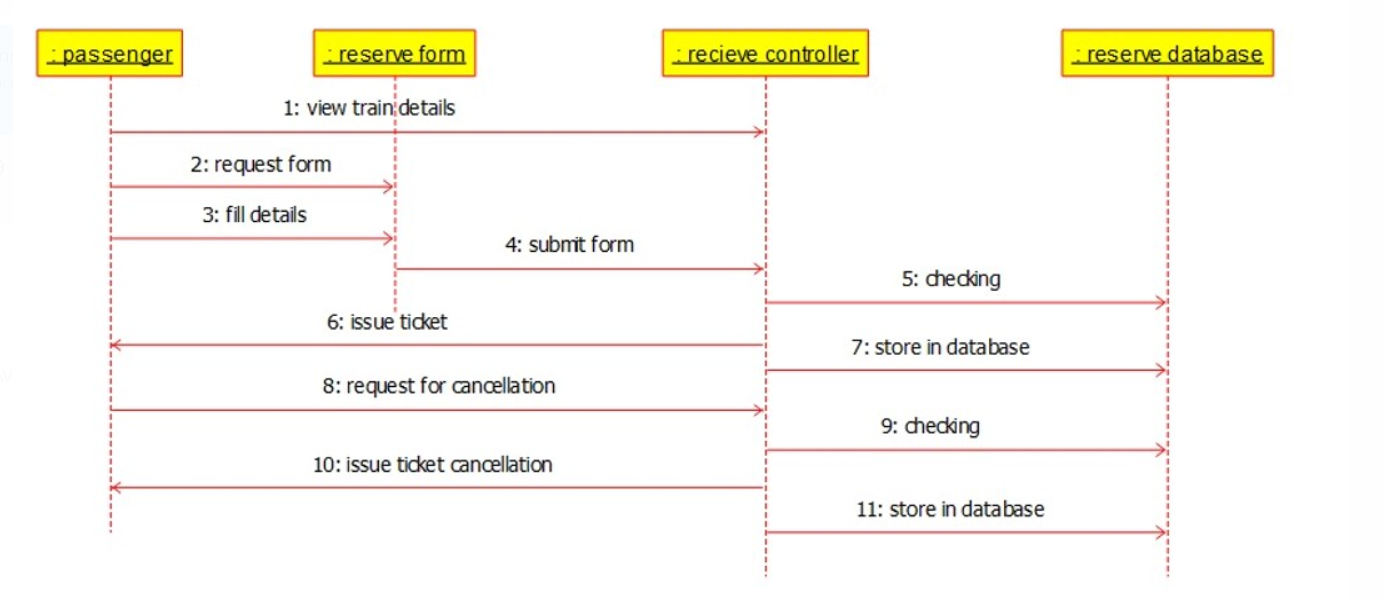 : passenger
: reserve form
: recieve controller
: reserve database
1: view train details
2: request form
3: fill details
4: submit form
5: checking
6: issue ticket
7: store in database
8: request for cancellation
9: checking
10: issue ticket cancellation
11: store in database